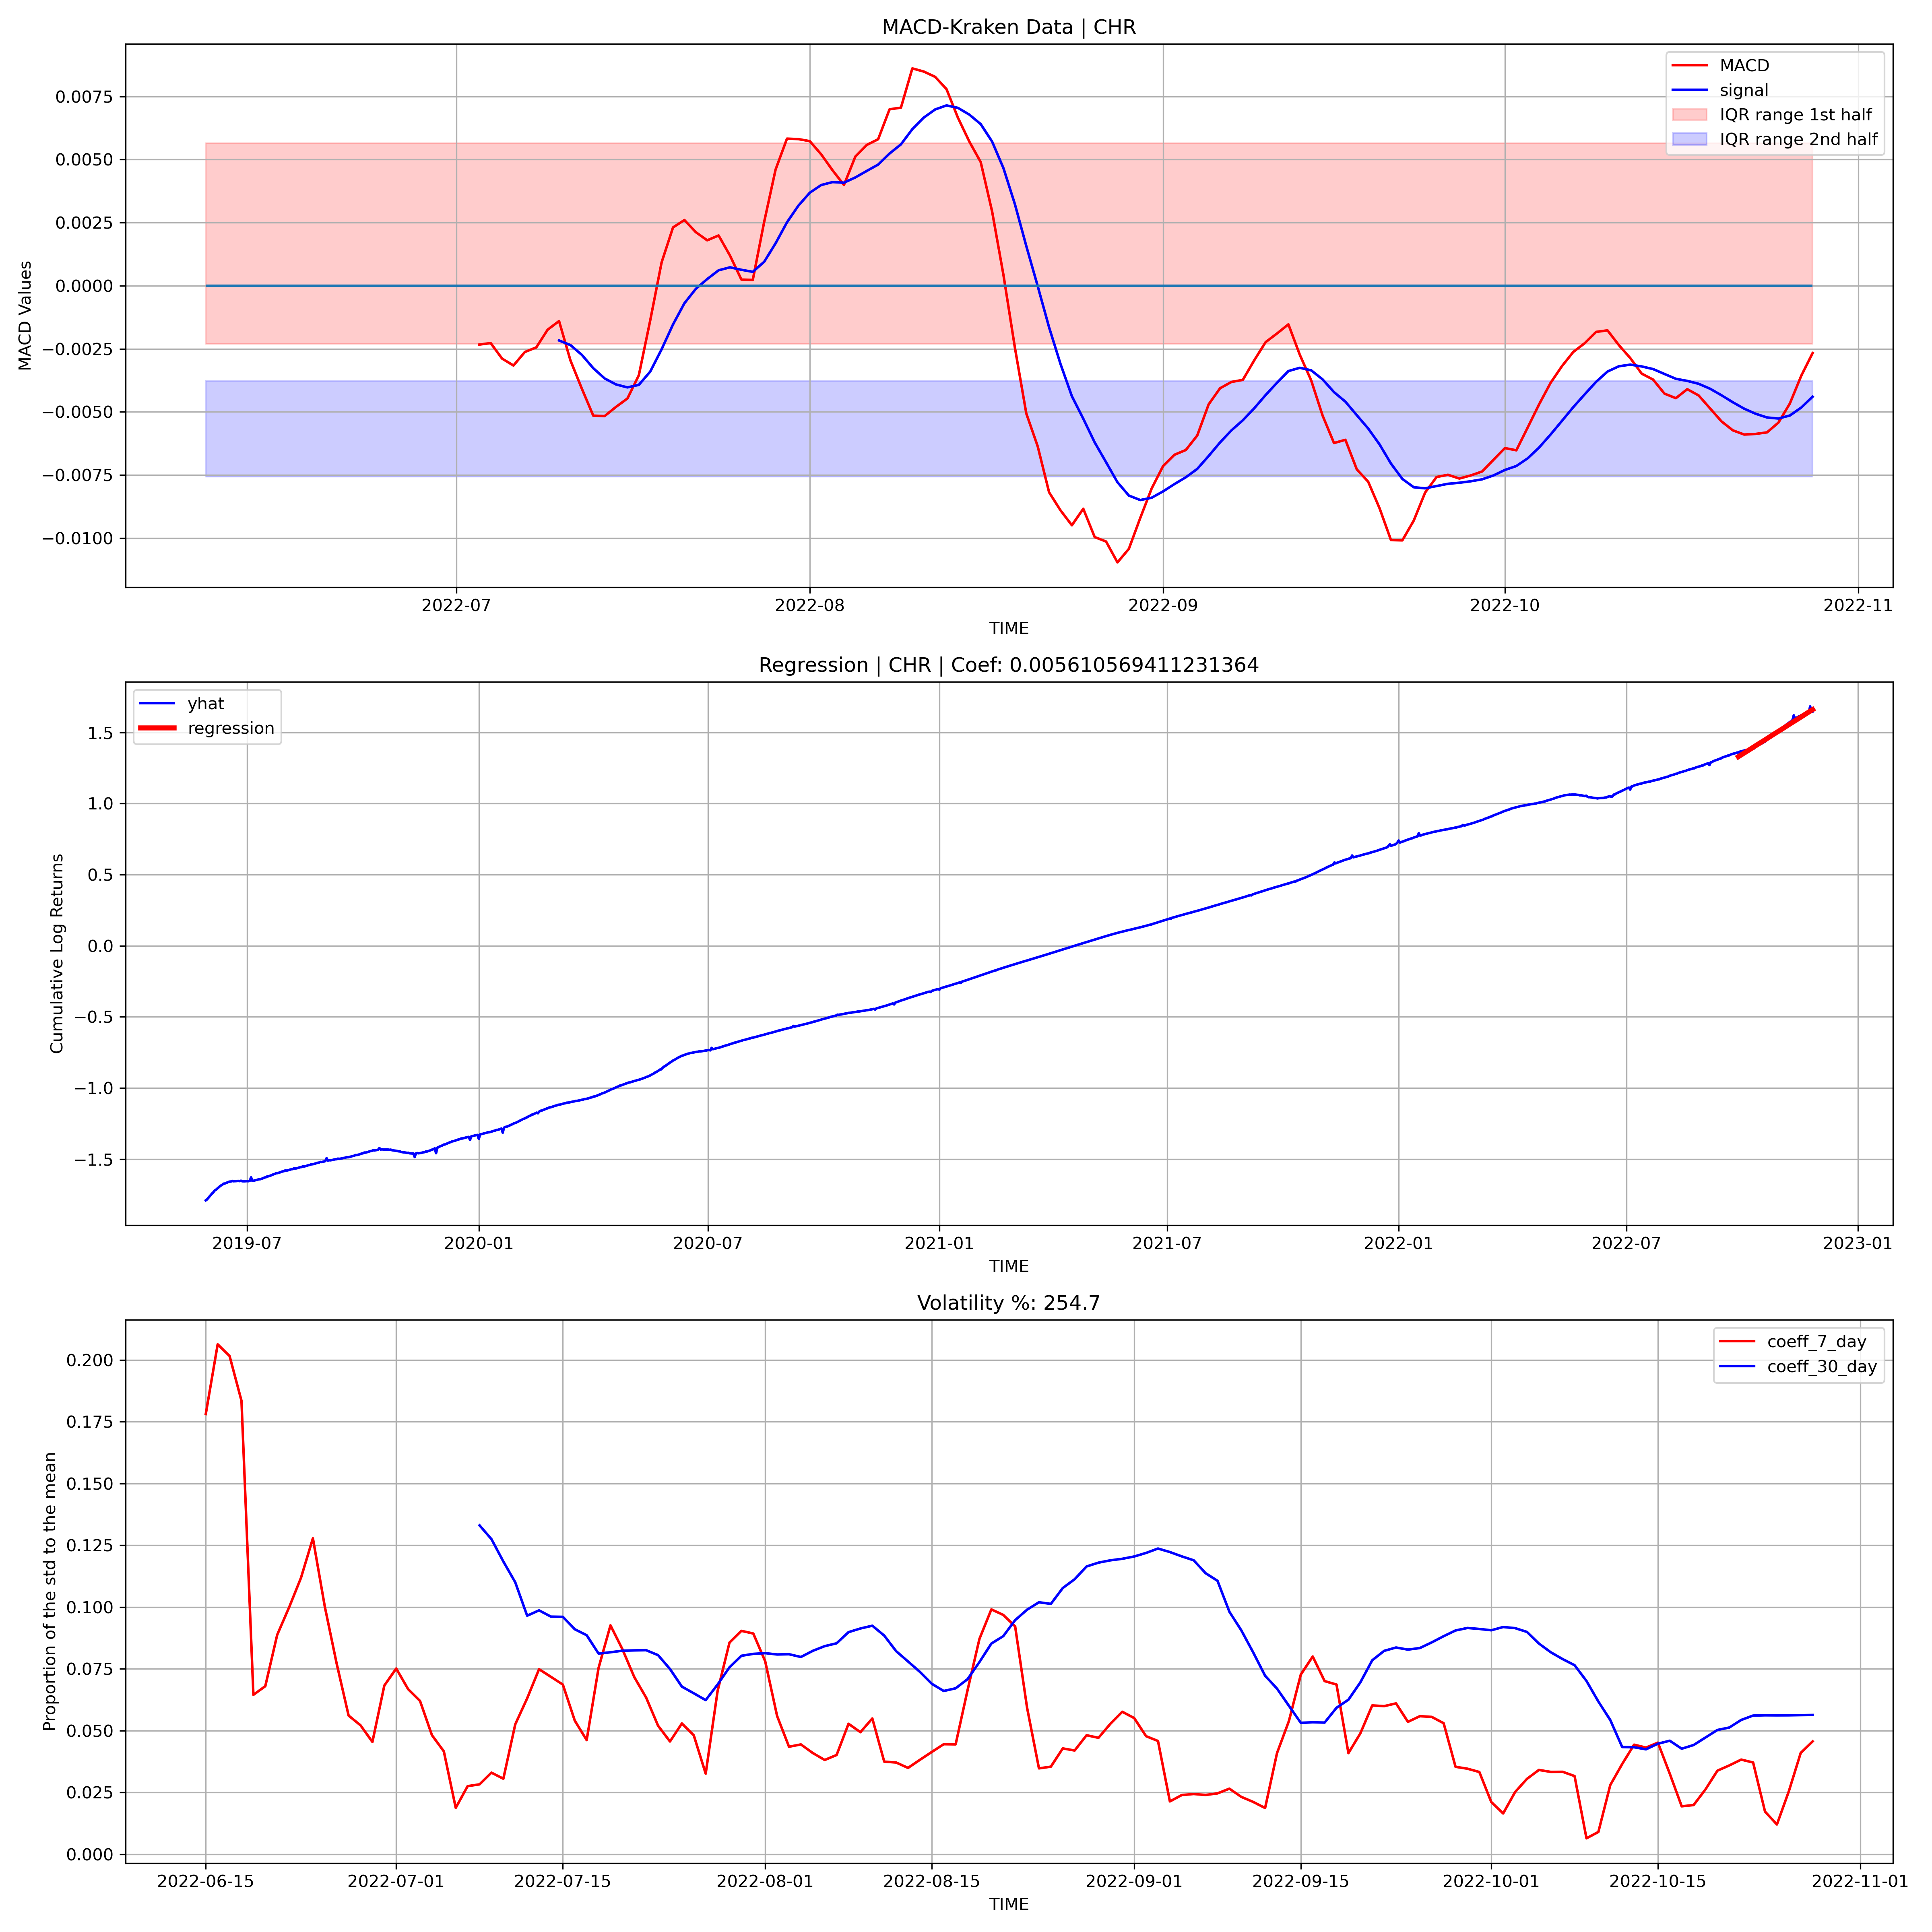 MACD-Kraken Data | CHR
MACD
signal
IQR range 1st half
IQR range 2nd half
0.0075
0.0050
0.0025
0.0000
−0.0025
−0.0050
−0.0075
−0.0100
MACD Values
2022-07 2022-08 2022-09 2022-10 2022-11
TIME
Regression | CHR | Coef: 0.005610569411231364
yhat
regression
1.5
1.0
0.5
0.0
−0.5
−1.0
−1.5
Cumulative Log Returns
2019-07 2020-01 2020-07 2021-01 2021-07 2022-01 2022-07 2023-01
TIME
Volatility %: 254.7
coeff_7_day
coeff_30_day
0.200
0.175
0.150
0.125
0.100
0.075
0.050
0.025
0.000
Proportion of the std to the mean
2022-06-15 2022-07-01 2022-07-15 2022-08-01 2022-08-15 2022-09-01 2022-09-15 2022-10-01 2022-10-15 2022-11-01
TIME